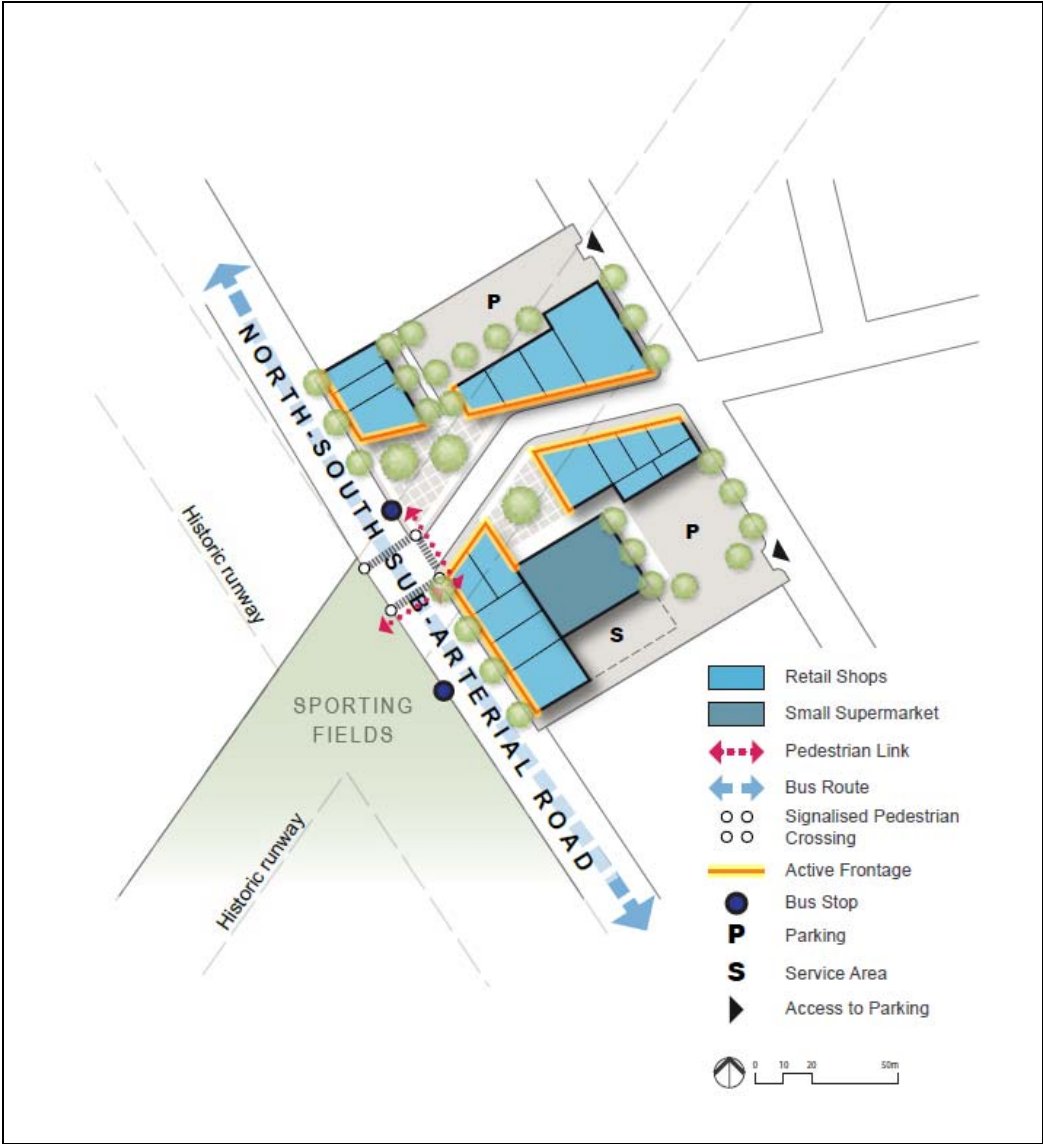 P
NORTH-SOUTH SUB-ARTERIAL ROAD
Historic runway
P
S
SPORTING
FIELDS
Historic runway
Retail Shops
Small Supermarket
Pedestrian Link
Bus Route
Signalised Pedestrian
Crossing
Active Frontage
Bus Stop
P Parking
S Service Area
Access to Parking
0 10 20 50m